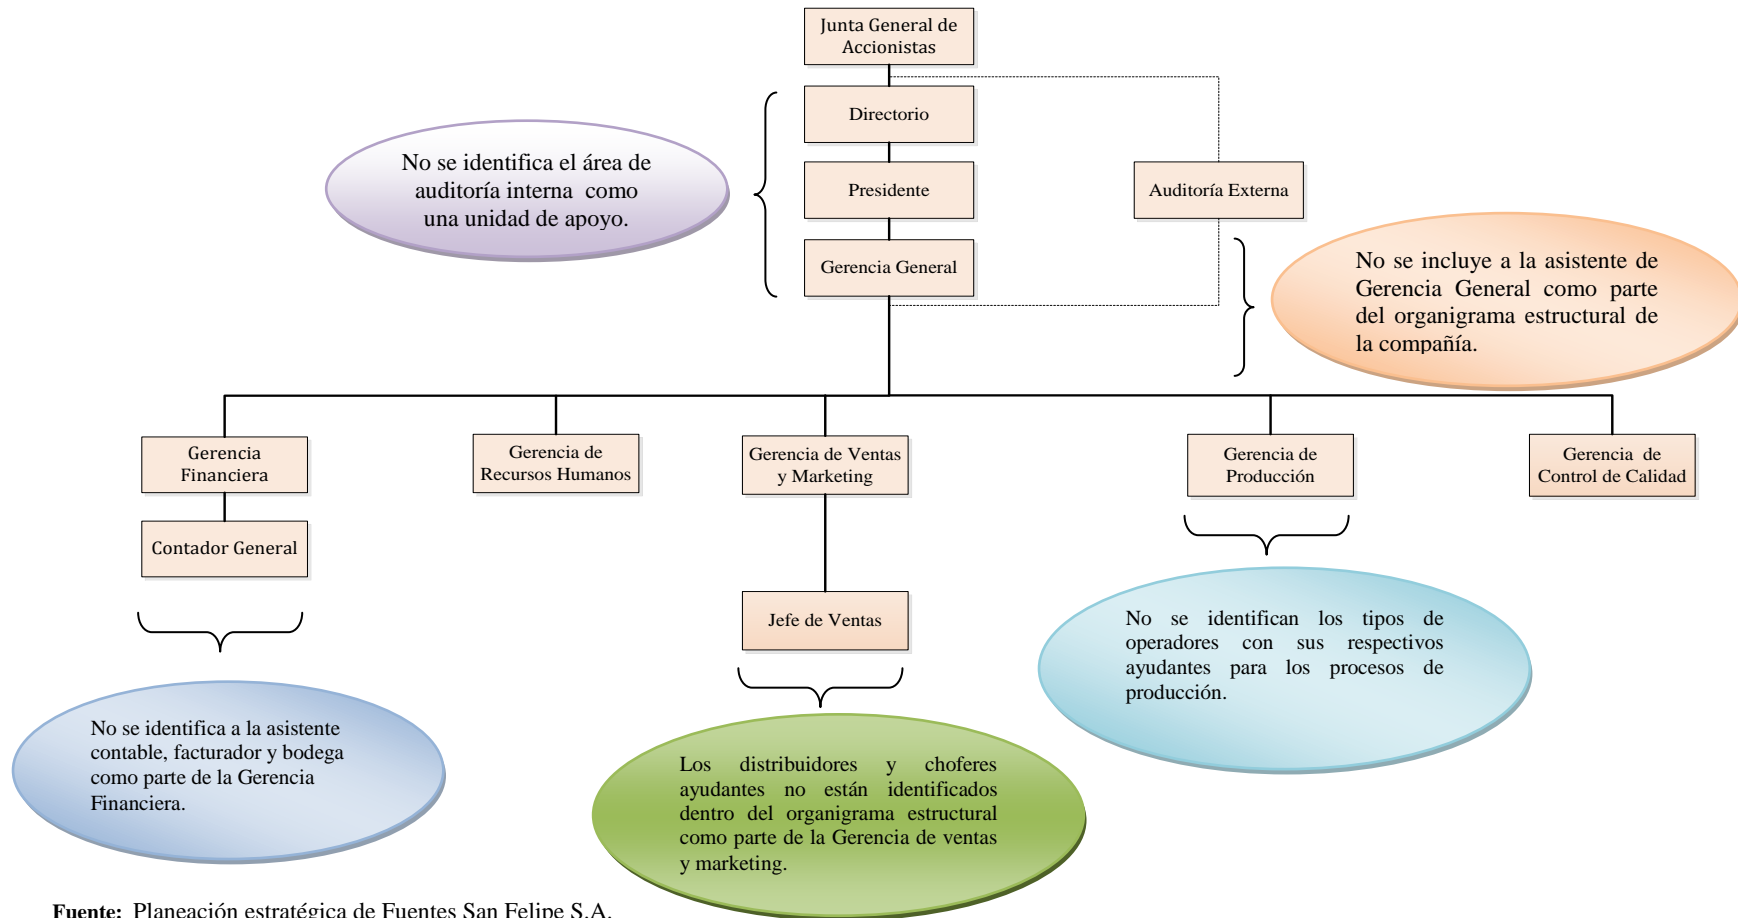 Junta General de
Accionistas
Directorio
No se identifica el área de
auditoría interna como
una unidad de apoyo.
Presidente
Auditoría Externa
Gerencia General
No se incluye a la asistente de
Gerencia General como parte
del organigrama estructural de
la compañía.
Gerencia
Financiera
Gerencia de
Recursos Humanos
Gerencia de Ventas
y Marketing
Gerencia de
Producción
Gerencia de
Control de Calidad
Contador General
Jefe de Ventas
No se identifican los tipos de
operadores con sus respectivos
ayudantes para los procesos de
producción.
No se identifica a la asistente
contable, facturador y bodega
como parte de la Gerencia
Financiera.
Los distribuidores y choferes
ayudantes no están identificados
dentro del organigrama estructural
como parte de la Gerencia de ventas
y marketing.
Fuente: Planeación estratégica de Fuentes San Felipe S.A.